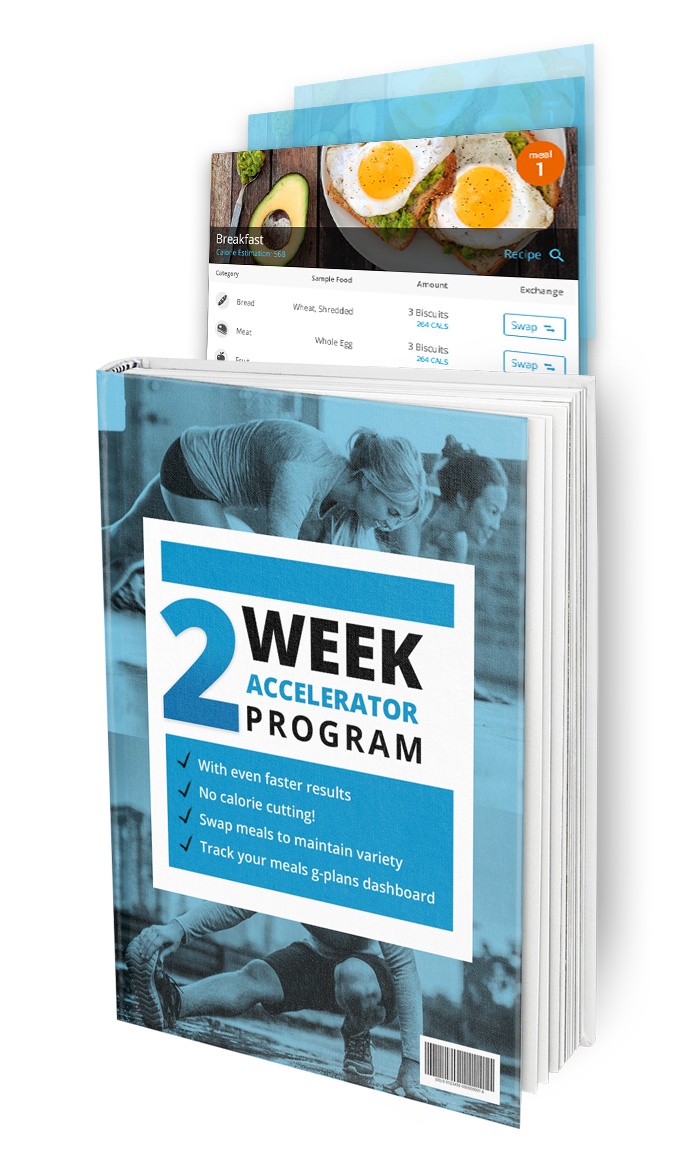 meal
1
Breakfast
Calorie Estimation: 568
Recipe
Category Sample Food Amount Exchange
Bread Wheat, Shredded 3 Biscuits Swap
264 CALS
Meat Whole Egg 3 Biscuits Swap
264 CALS
Fruit
2 WEEK
ACCELERATOR
PROGRAM
With even faster results
No calorie cutting!
Swap meals to maintain variety
Track your meals g-plans dashboard